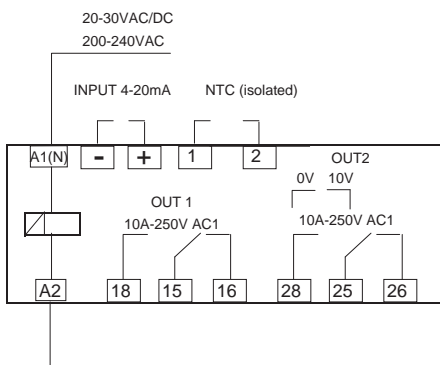 20-30VAC/DC
200-240VAC
INPUT 4-20mA NTC (isolated)
A1(N) - + 1 2 OUT2
0V 10V
OUT 1
10A-250V AC1 10A-250V AC1
A2 18 15 16 28 25 26